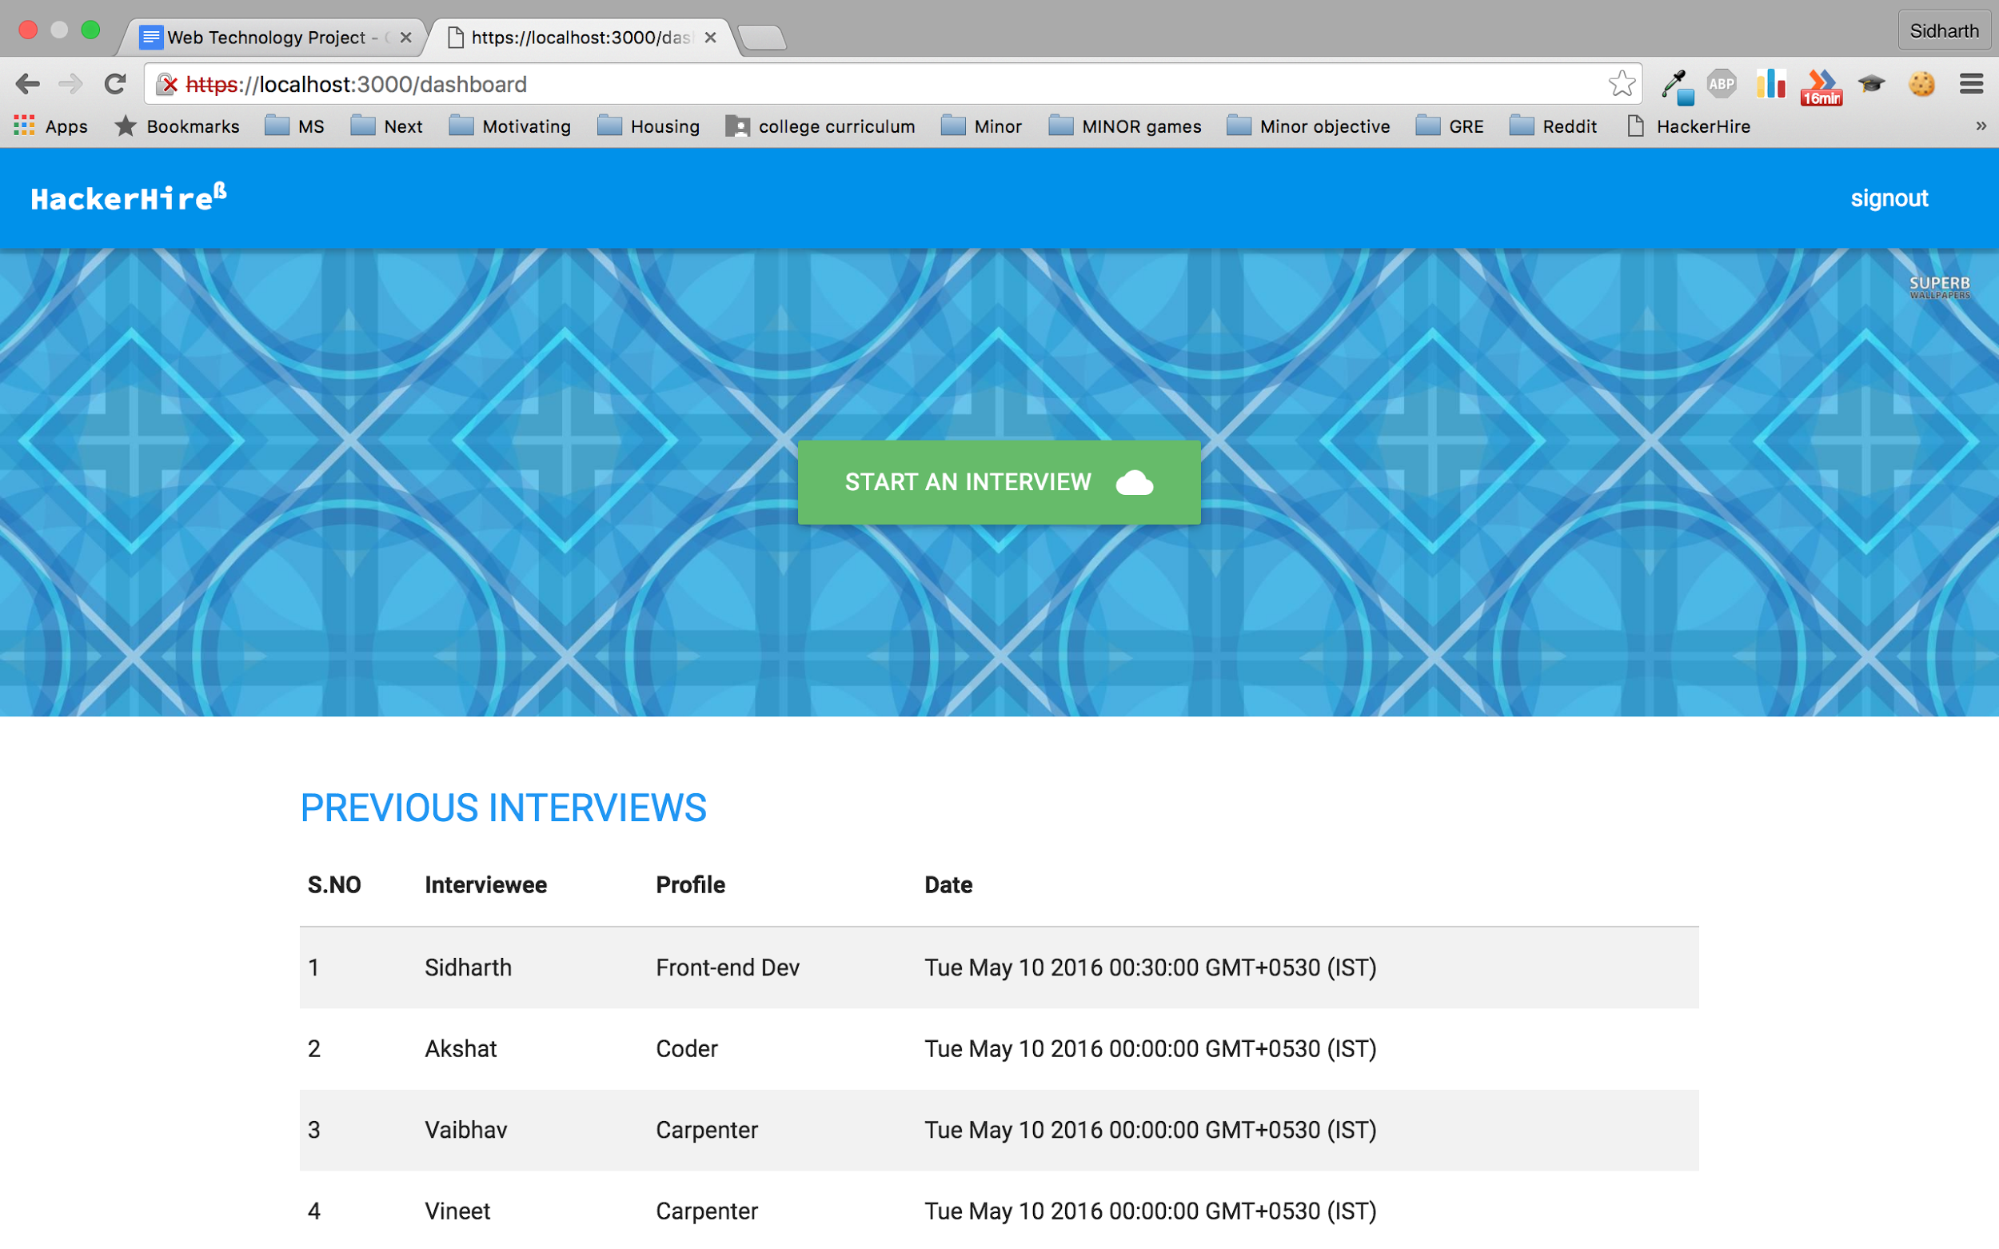 Web Technology Project -
https://localhost:3000/das
Sidharth
https://localhost:3000/dashboard
ABP
16min
Apps Bookmarks MS Next Motivating Housing college curriculum Minor MINOR games Minor objective GRE Reddit HackerHire »
HackerHireß
signout
SUPERB
WALLPAPERS
START AN INTERVIEW
PREVIOUS INTERVIEWS
S.NO Interviewee Profile Date
1 Sidharth Front-end Dev Tue May 10 2016 00:30:00 GMT+0530 (IST)
2 Akshat Coder Tue May 10 2016 00:00:00 GMT+0530 (IST)
3 Vaibhav Carpenter Tue May 10 2016 00:00:00 GMT+0530 (IST)
4 Vineet Carpenter Tue May 10 2016 00:00:00 GMT+0530 (IST)